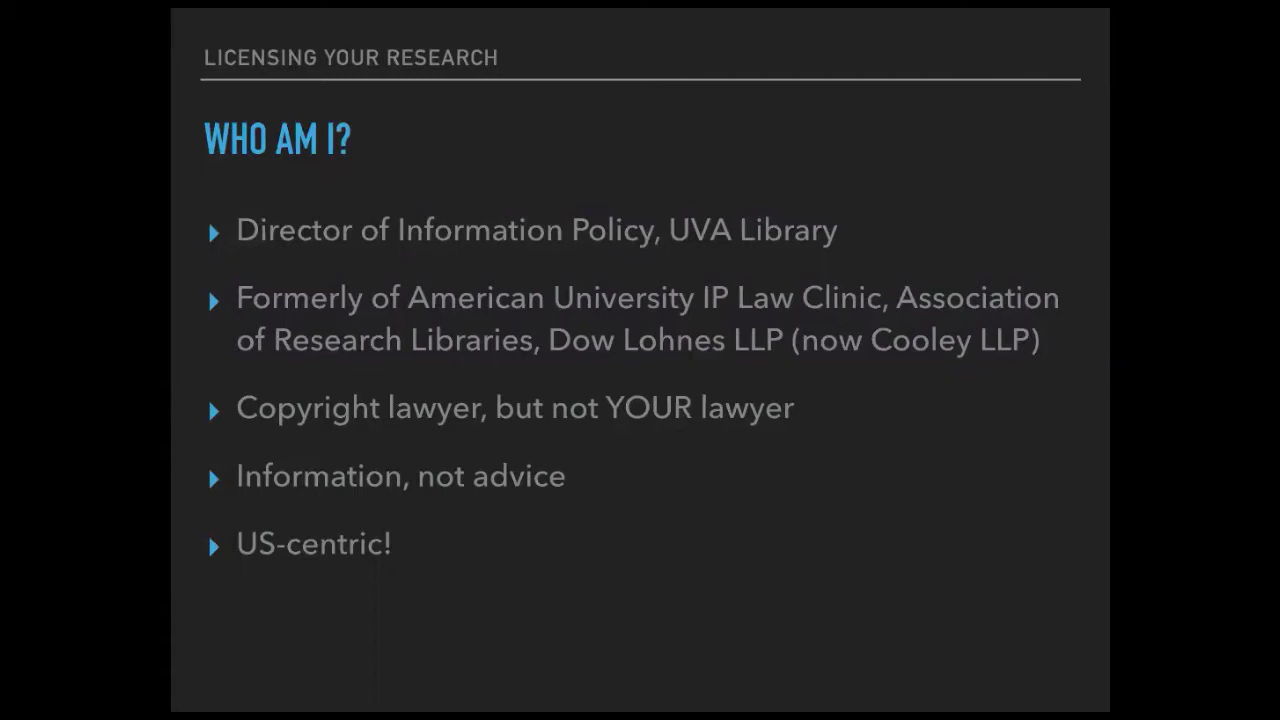 LICENSING YOUR RESEARCH
WHO AM I?
Director of Information Policy, UVA Library
Formerly of American University IP Law Clinic, Association
of Research Libraries, Dow Lohnes LLP (now Cooley LLP)
Copyright lawyer, but not YOUR lawyer
Information, not advice
US-centric!